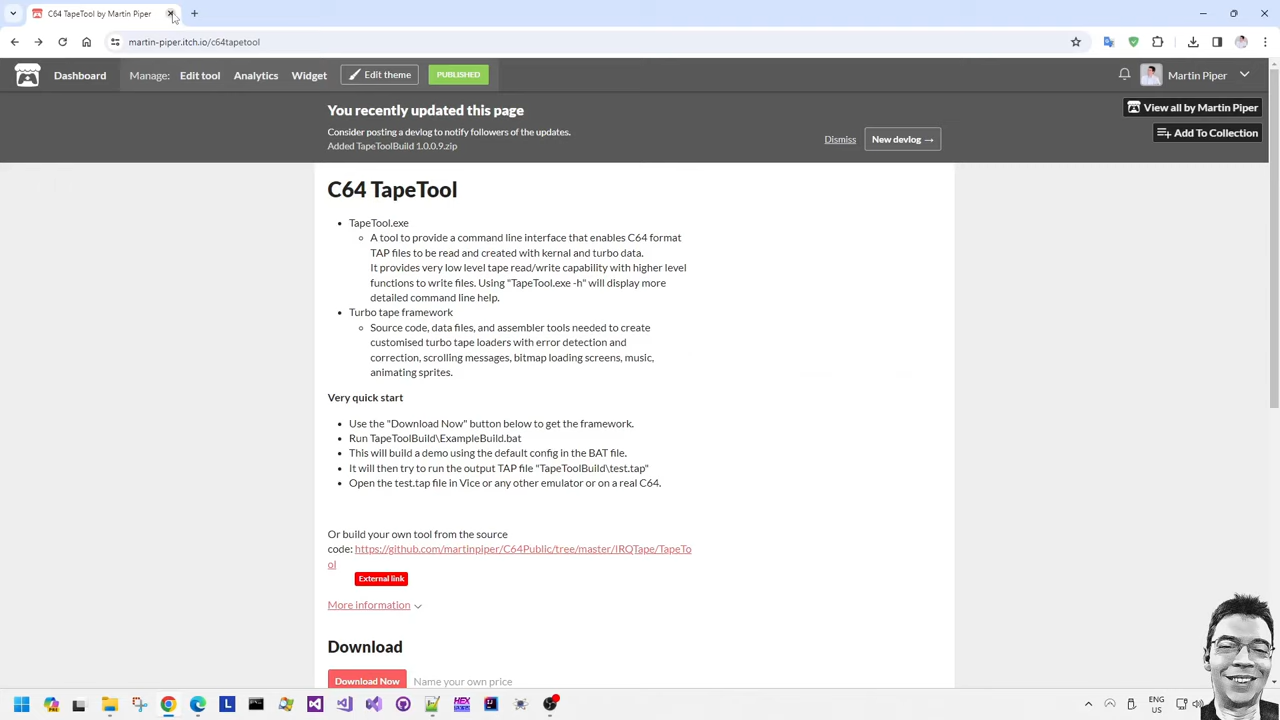 C64 TapeTool by Martin Piper
martin-piper.itch.io/c64tapetool
Dashboard
Manage: Edit tool Analytics Widget Edit theme PUBLISHED
Martin Piper
You recently updated this page
Consider posting a devlog to notify followers of the updates.
Added TapeToolBuild 1.0.0.9.zip
Dismiss
New devlog →
View all by Martin Piper
Add To Collection
C64 TapeTool
TapeTool.exe
A tool to provide a command line interface that enables C64 format
TAP files to be read and created with kernal and turbo data.
It provides very low level tape read/write capability with higher level
functions to write files. Using "TapeTool.exe -h" will display more
detailed command line help.
Turbo tape framework
Source code, data files, and assembler tools needed to create
customised turbo tape loaders with error detection and
correction, scrolling messages, bitmap loading screens, music,
animating sprites.
Very quick start
Use the "Download Now" button below to get the framework.
Run TapeToolBuild\ExampleBuild.bat
This will build a demo using the default config in the BAT file.
It will then try to run the output TAP file "TapeToolBuild\test.tap"
Open the test.tap file in Vice or any other emulator or on a real C64.
Or build your own tool from the source
code: https://github.com/martinpiper/C64Public/tree/master/IRQTape/TapeTo
ol
External link
More information
Download
Download Now Name your own price
L
HEX
ENG
US